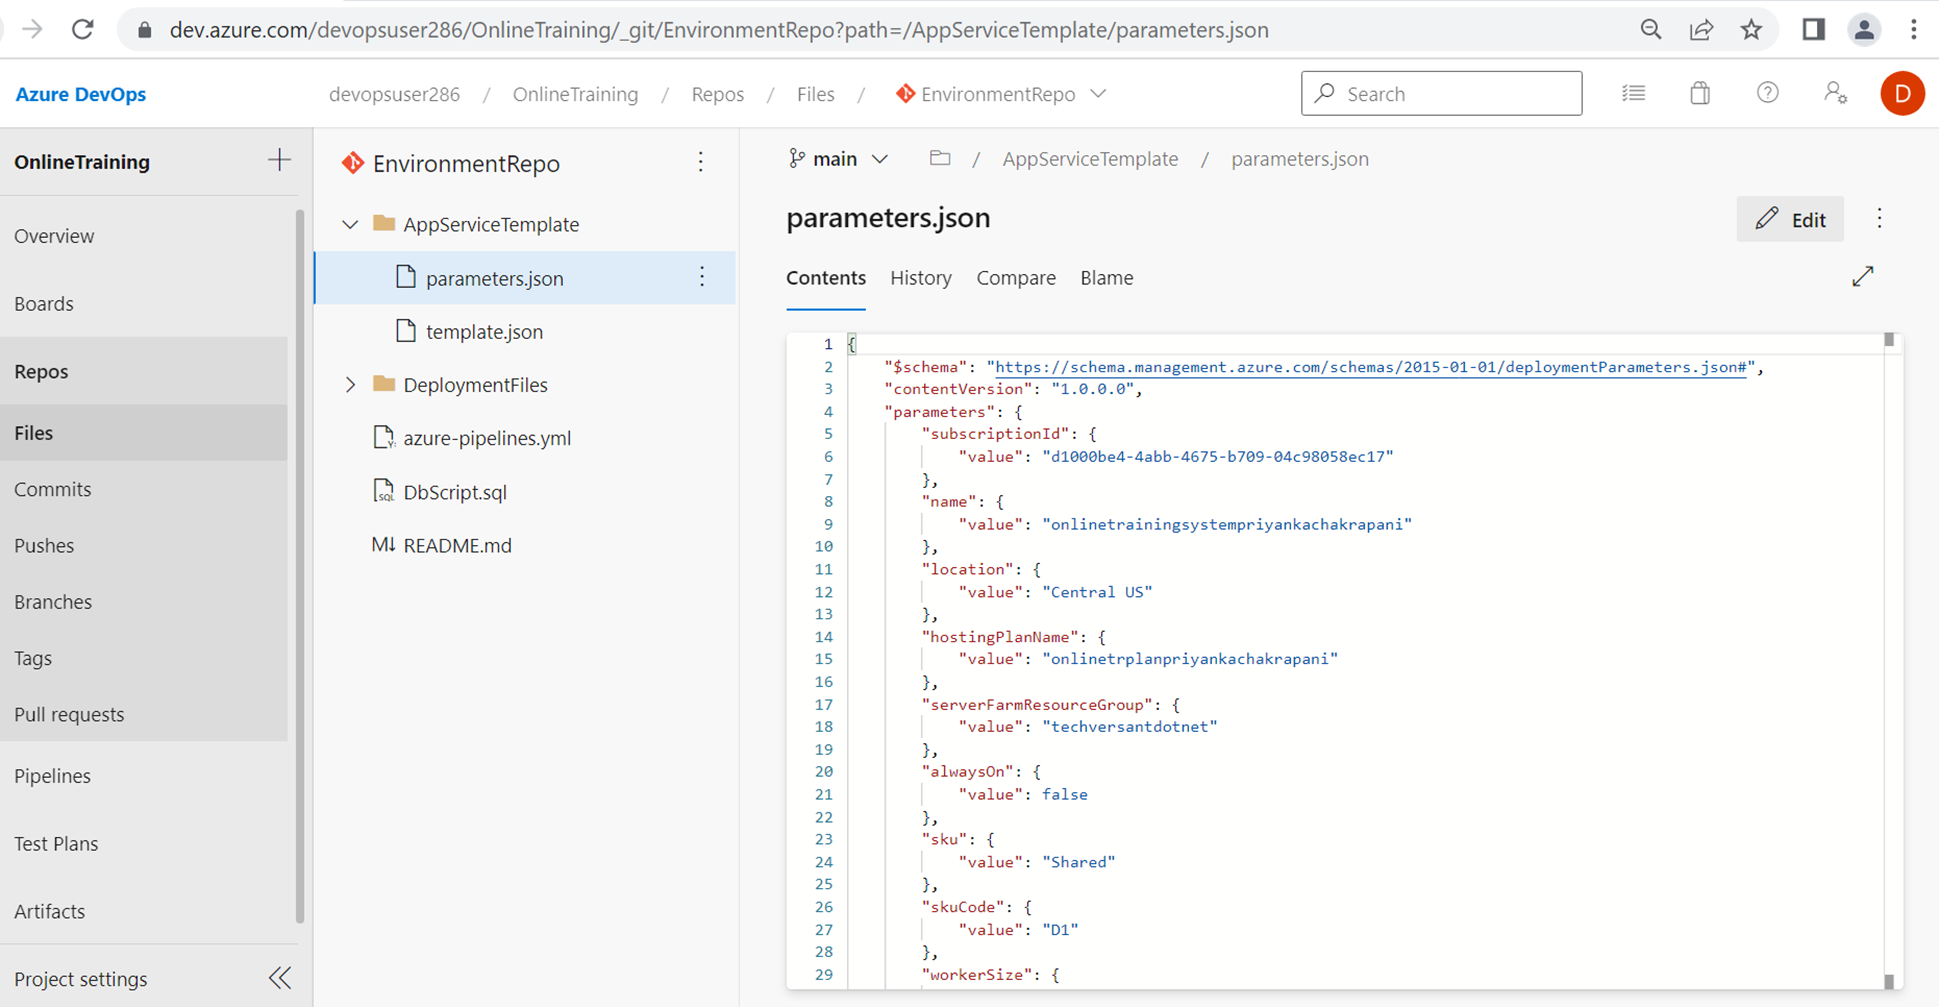 dev.azure.com/devopsuser286/OnlineTraining/_git/EnvironmentRepo?path=/AppServiceTemplate/parameters.json
Azure DevOps
devopsuser286 / OnlineTraining / Repos / Files / EnvironmentRepo
Search
D
OnlineTraining
Overview
Boards
Repos
Files
Commits
Pushes
Branches
Tags
Pull requests
Pipelines
Test Plans
Artifacts
Project settings
EnvironmentRepo
AppServiceTemplate
parameters.json
template.json
DeploymentFiles
azure-pipelines.yml
DbScript.sql
M↓ README.md
main / AppServiceTemplate / parameters.json
parameters.json
Edit
Contents History Compare Blame
1 {
2 "$schema": "https://schema.management.azure.com/schemas/2015-01-01/deploymentParameters.json#",
3 "contentVersion": "1.0.0.0",
4 "parameters": {
5 "subscriptionId": {
6 "value": "d1000be4-4abb-4675-b709-04c98058ec17"
7 },
8 "name": {
9 "value": "onlinetrainingsystempriyankachakrapani"
10 },
11 "location": {
12 "value": "Central US"
13 },
14 "hostingPlanName": {
15 "value": "onlinetrplanpriyankachakrapani"
16 },
17 "serverFarmResourceGroup": {
18 "value": "techversantdotnet"
19 },
20 "alwaysOn": {
21 "value": false
22 },
23 "sku": {
24 "value": "Shared"
25 },
26 "skuCode": {
27 "value": "D1"
28 },
29 "workerSize": {